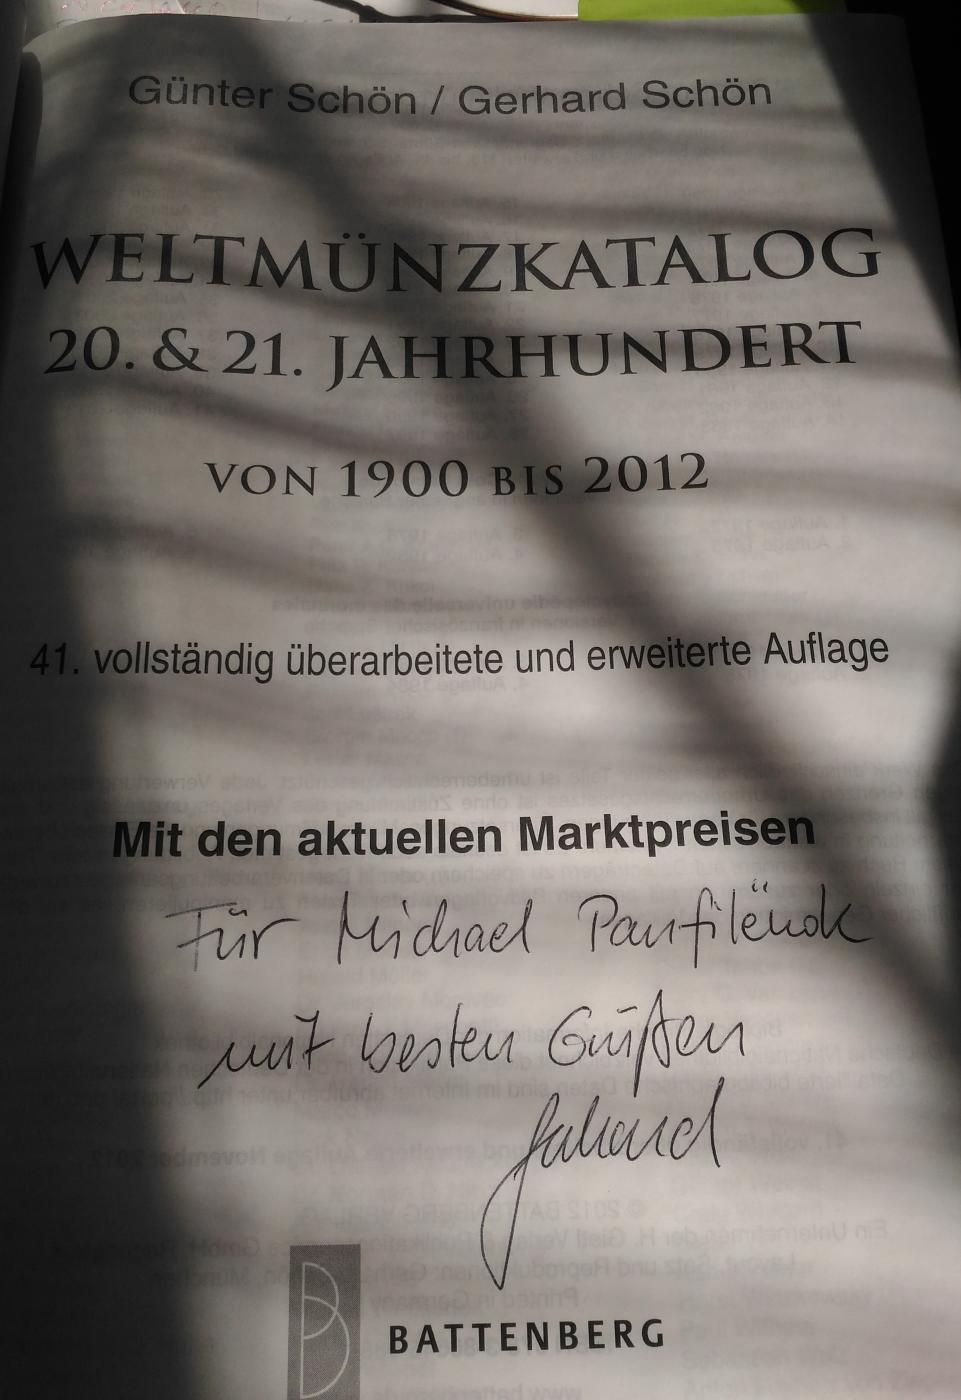 Günter Schön / Gerhard Schön
WELTMÜNZKATALOG
20. & 21. JAHRHUNDERT
VON 1900 BIS 2012
41. vollständig überarbeitete und erweiterte Auflage
Mit den aktuellen Marktpreisen
Für Michael Panfilënok
mit besten Grüßen
Gerhard
BATTENBERG